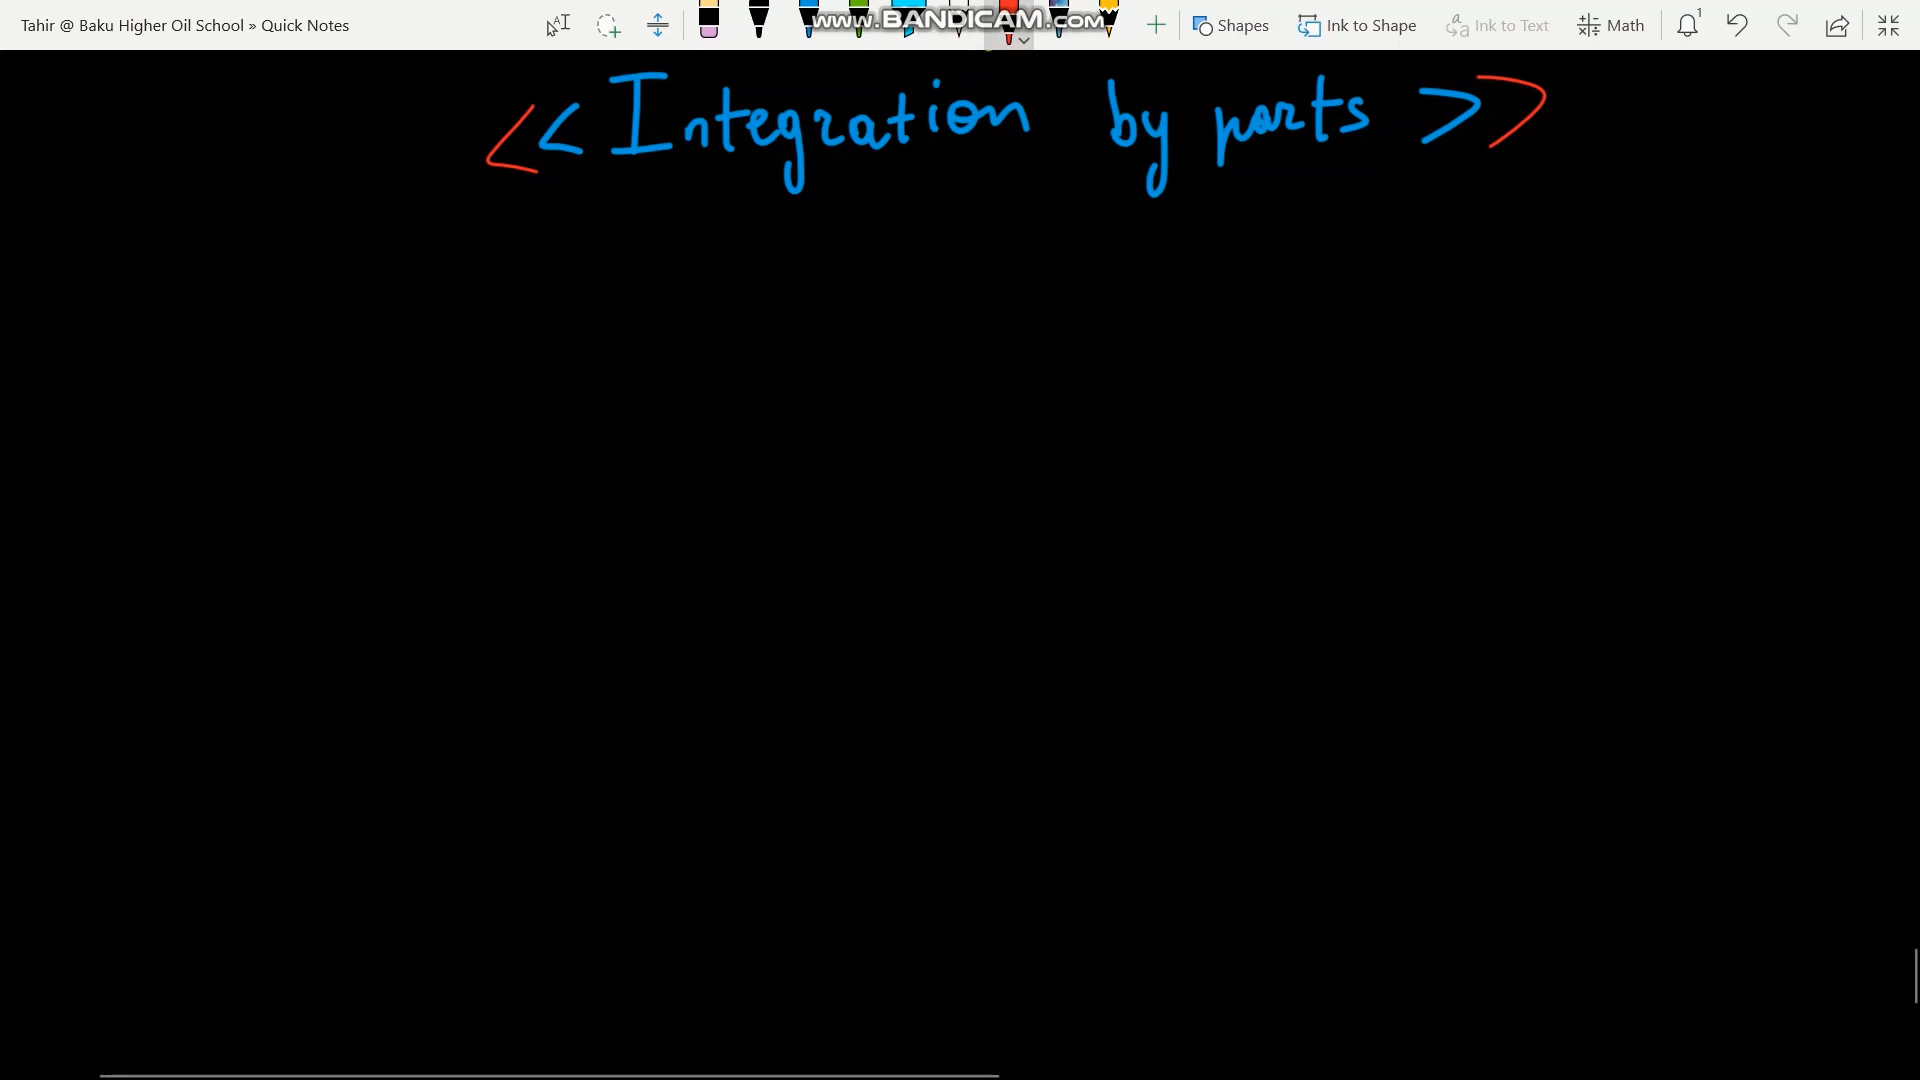 Tahir @ Baku Higher Oil School » Quick Notes
www.BANDICAM.com
Shapes
Ink to Shape
Ink to Text
Math
1
<< Integration by parts >>